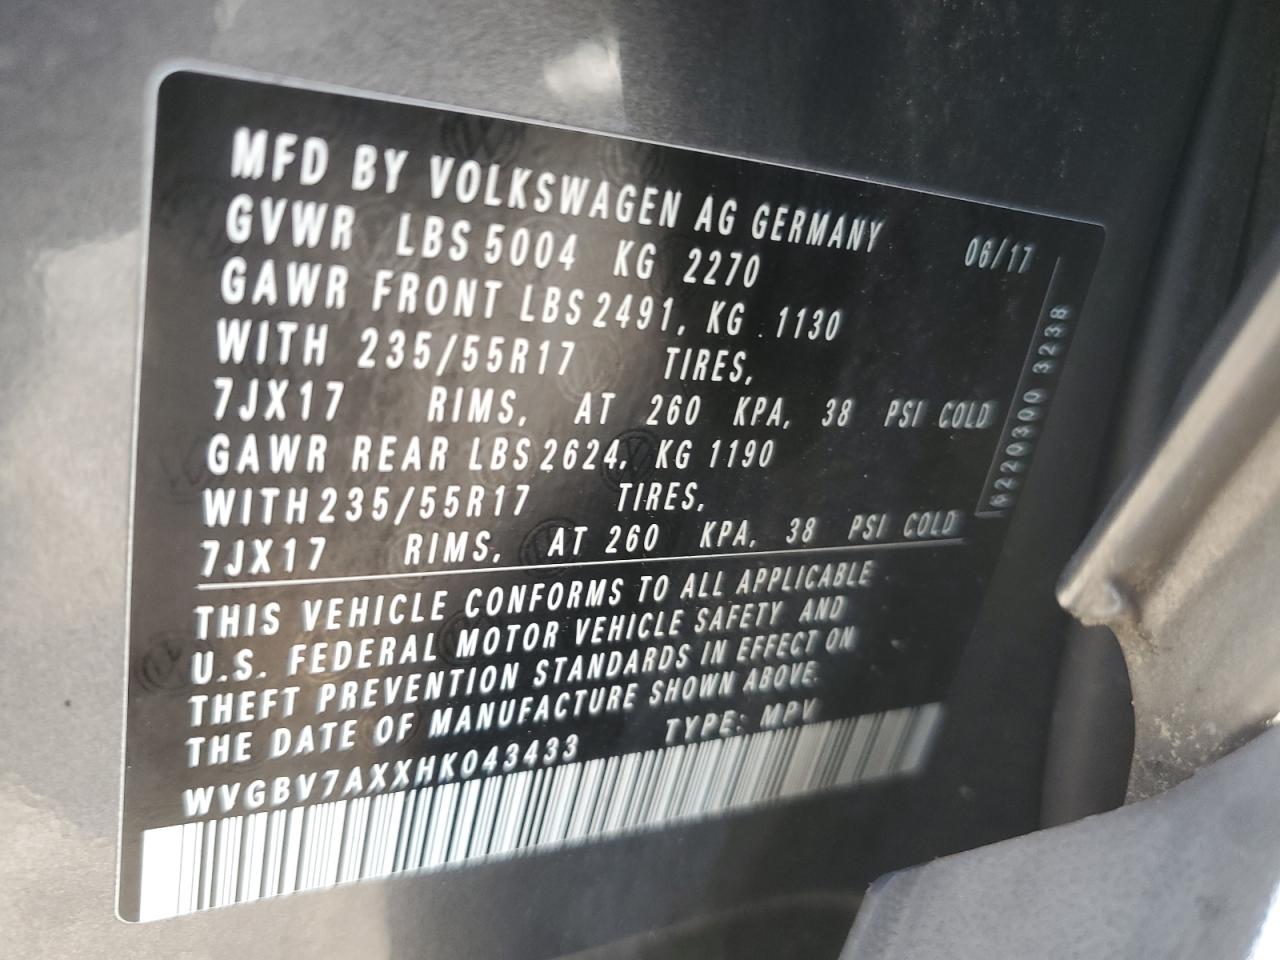 MFD BY VOLKSWAGEN AG GERMANY 06/17
GVWR LBS 5004 KG 2270
GAWR FRONT LBS 2491, KG 1130
WITH 235/55R17 TIRES,
7JX17 RIMS, AT 260 KPA, 38 PSI COLD
GAWR REAR LBS 2624, KG 1190
WITH 235/55R17 TIRES,
7JX17 RIMS, AT 260 KPA, 38 PSI COLD
THIS VEHICLE CONFORMS TO ALL APPLICABLE
U.S. FEDERAL MOTOR VEHICLE SAFETY AND
THEFT PREVENTION STANDARDS IN EFFECT ON
THE DATE OF MANUFACTURE SHOWN ABOVE.
WVGBV7AXXHK043433 TYPE: MPV
6220300 3238